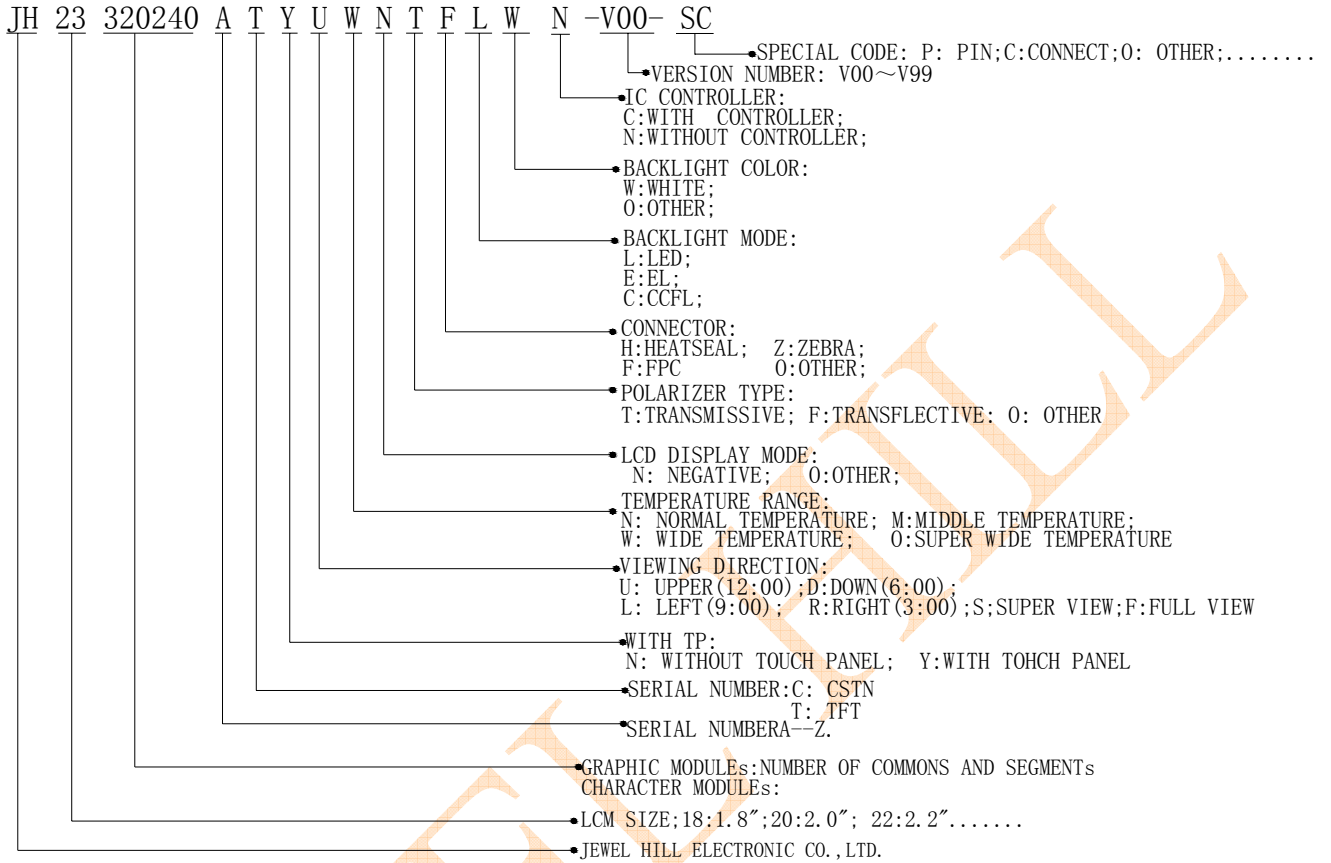 JH 23 320240 A T Y U W N T F L W N -V00- SC
SPECIAL CODE: P: PIN;C:CONNECT;O: OTHER;........
VERSION NUMBER: V00～V99
IC CONTROLLER:
C:WITH CONTROLLER;
N:WITHOUT CONTROLLER;
BACKLIGHT COLOR:
W:WHITE;
O:OTHER;
BACKLIGHT MODE:
L:LED;
E:EL;
C:CCFL;
CONNECTOR:
H:HEATSEAL; Z:ZEBRA;
F:FPC O:OTHER;
POLARIZER TYPE:
T:TRANSMISSIVE; F:TRANSFLECTIVE: O: OTHER
LCD DISPLAY MODE:
N: NEGATIVE; O:OTHER;
TEMPERATURE RANGE:
N: NORMAL TEMPERATURE; M:MIDDLE TEMPERATURE;
W: WIDE TEMPERATURE; O:SUPER WIDE TEMPERATURE
VIEWING DIRECTION:
U: UPPER(12:00);D:DOWN(6:00);
L: LEFT(9:00); R:RIGHT(3:00);S;SUPER VIEW;F:FULL VIEW
WITH TP:
N: WITHOUT TOUCH PANEL; Y:WITH TOHCH PANEL
SERIAL NUMBER:C: CSTN
T: TFT
SERIAL NUMBERA--Z.
GRAPHIC MODULEs:NUMBER OF COMMONS AND SEGMENTs
CHARACTER MODULEs:
LCM SIZE;18:1.8″;20:2.0″; 22:2.2″.......
JEWEL HILL ELECTRONIC CO.,LTD.
EL HILL